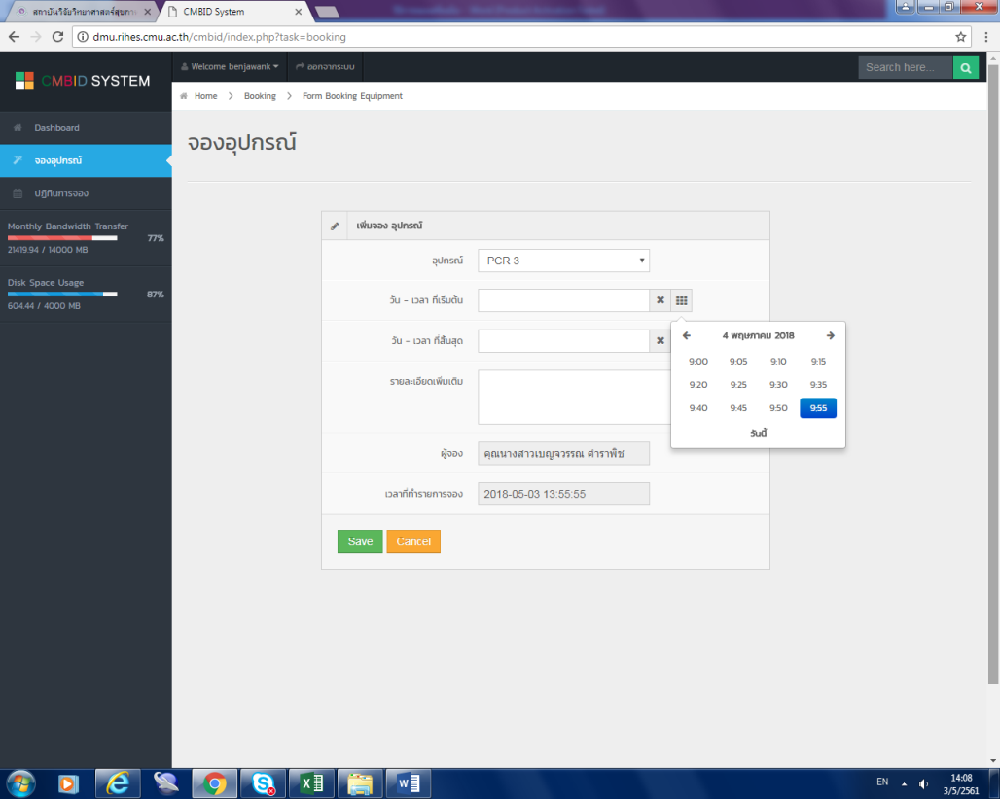 สถาบันวิจัยวิทยาศาสตร์สุขภา
CMBID System
dmu.rihes.cmu.ac.th/cmbid/index.php?task=booking
CMBID SYSTEM
Welcome benjawank
ออกจากระบบ
Search here...
Home > Booking > Form Booking Equipment
Dashboard
จองอุปกรณ์
ปฏิทินการจอง
Monthly Bandwidth Transfer
77%
21419.94 / 14000 MB
Disk Space Usage
87%
604.44 / 4000 MB
จองอุปกรณ์
เพิ่มจอง อุปกรณ์
อุปกรณ์ PCR 3
วัน - เวลา ที่เริ่มต้น
วัน - เวลา ที่สิ้นสุด
รายละเอียดเพิ่มเติม
4 พฤษภาคม 2018
9:00 9:05 9:10 9:15
9:20 9:25 9:30 9:35
9:40 9:45 9:50 9:55
วันนี้
ผู้จอง คุณนางสาวเบญจวรรณ คำราพิช
เวลาที่ทำรายการจอง 2018-05-03 13:55:55
Save Cancel
EN
14:08
3/5/2561